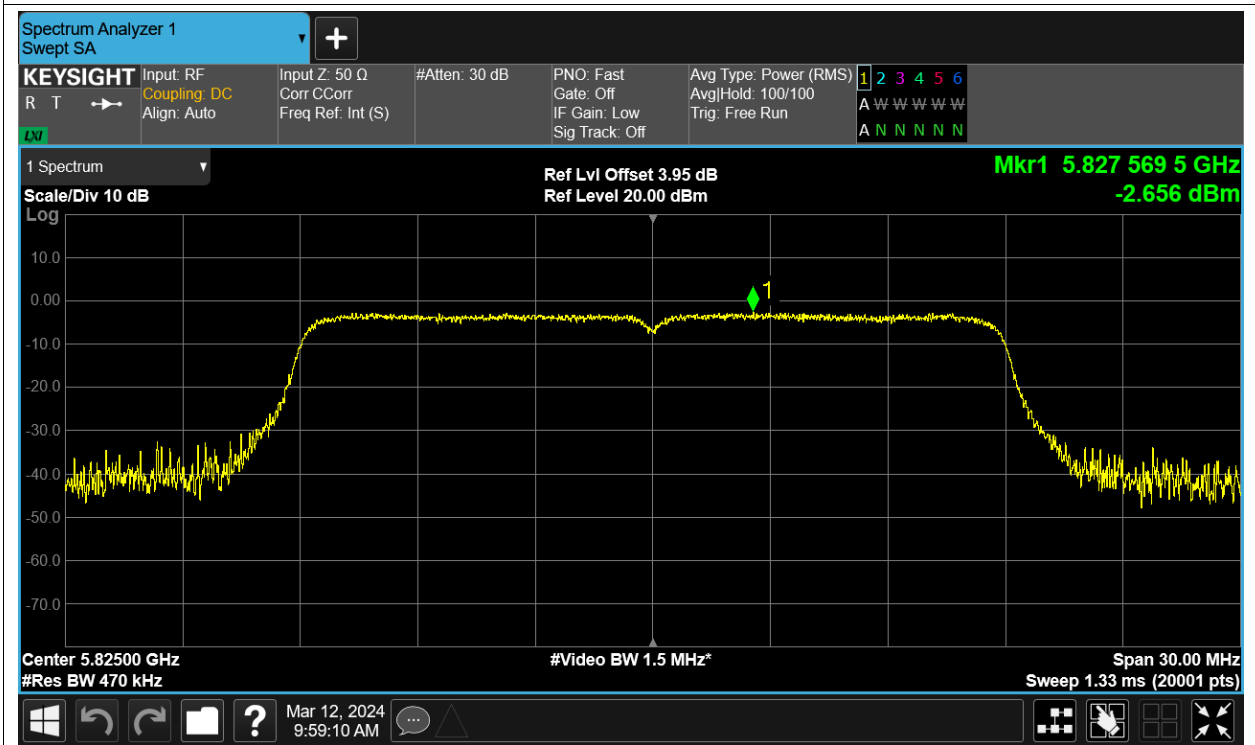 Spectrum Analyzer 1
Swept SA
KEYSIGHT
R T
LXI
Input: RF
Coupling: DC
Align: Auto
Input Z: 50 Ω
Corr CCorr
Freq Ref: Int (S)
#Atten: 30 dB
PNO: Fast
Gate: Off
IF Gain: Low
Sig Track: Off
Avg Type: Power (RMS)
Avg|Hold: 100/100
Trig: Free Run
1 2 3 4 5 6
A W W W W W
A N N N N N
1 Spectrum
Scale/Div 10 dB
Log
Ref Lvl Offset 3.95 dB
Ref Level 20.00 dBm
Mkr1 5.827 569 5 GHz
-2.656 dBm
10.0
0.00
-10.0
-20.0
-30.0
-40.0
-50.0
-60.0
-70.0
1
Center 5.82500 GHz
#Res BW 470 kHz
#Video BW 1.5 MHz*
Span 30.00 MHz
Sweep 1.33 ms (20001 pts)
?
Mar 12, 2024
9:59:10 AM